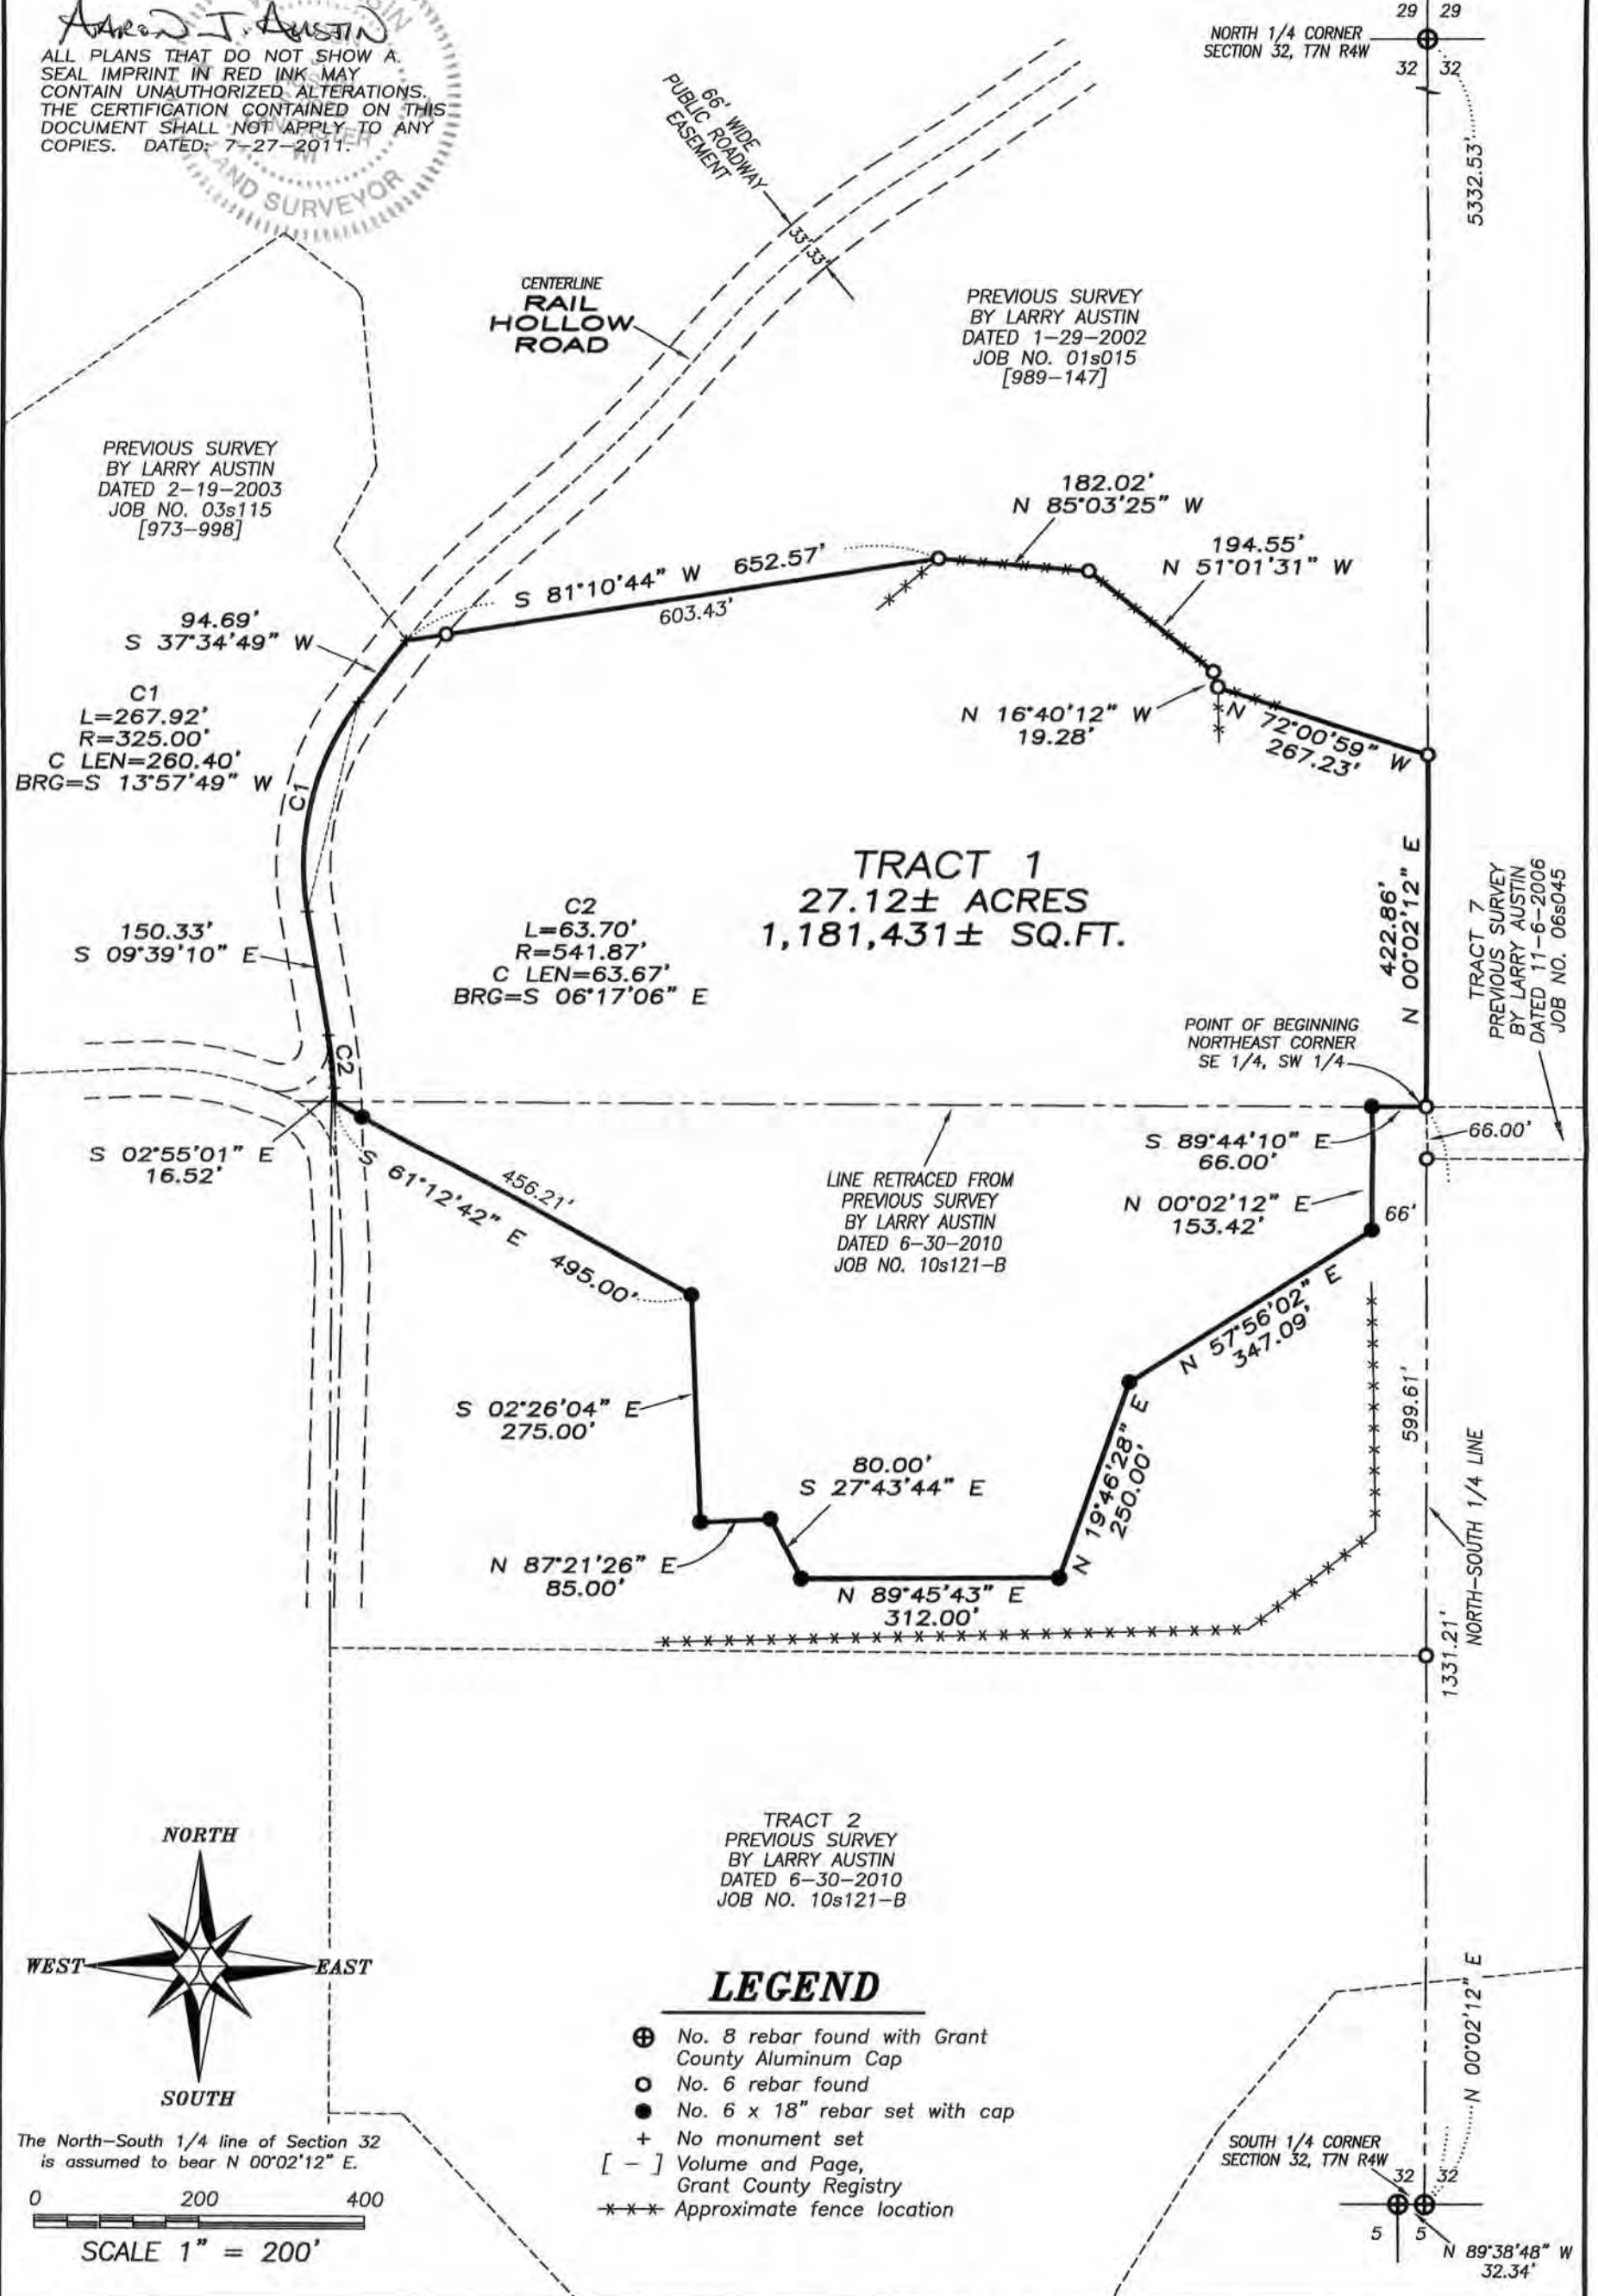 AARON J. AUSTIN
ALL PLANS THAT DO NOT SHOW A
SEAL IMPRINT IN RED INK MAY
CONTAIN UNAUTHORIZED ALTERATIONS.
THE CERTIFICATION CONTAINED ON THIS
DOCUMENT SHALL NOT APPLY TO ANY
COPIES. DATED: 7-27-2011.
LANCASTER
WI
LAND SURVEYOR
29 29
NORTH 1/4 CORNER
SECTION 32, T7N R4W
32 32
5332.53'
66' WIDE
PUBLIC ROADWAY
EASEMENT
33' 33'
CENTERLINE
RAIL
HOLLOW
ROAD
PREVIOUS SURVEY
BY LARRY AUSTIN
DATED 1-29-2002
JOB NO. 01s015
[989-147]
PREVIOUS SURVEY
BY LARRY AUSTIN
DATED 2-19-2003
JOB NO. 03s115
[973-998]
182.02'
N 85°03'25" W
194.55'
N 51°01'31" W
S 81°10'44" W 652.57'
603.43'
94.69'
S 37°34'49" W
C1
L=267.92'
R=325.00'
C LEN=260.40'
BRG=S 13°57'49" W
C1
N 16°40'12" W
19.28'
N 72°00'59" W
267.23'
TRACT 1
27.12± ACRES
1,181,431± SQ.FT.
422.86'
N 00°02'12" E
TRACT 7
PREVIOUS SURVEY
BY LARRY AUSTIN
DATED 11-6-2006
JOB NO. 06s045
150.33'
S 09°39'10" E
C2
L=63.70'
R=541.87'
C LEN=63.67'
BRG=S 06°17'06" E
C2
POINT OF BEGINNING
NORTHEAST CORNER
SE 1/4, SW 1/4
S 02°55'01" E
16.52'
S 61°12'42" E 495.00'
456.21'
LINE RETRACED FROM
PREVIOUS SURVEY
BY LARRY AUSTIN
DATED 6-30-2010
JOB NO. 10s121-B
S 89°44'10" E
66.00'
66.00'
N 00°02'12" E
153.42'
66'
N 57°56'02" E
347.09'
S 02°26'04" E
275.00'
80.00'
S 27°43'44" E
N 19°46'28" E
250.00'
599.61'
NORTH-SOUTH 1/4 LINE
N 87°21'26" E
85.00'
N 89°45'43" E
312.00'
1331.21'
TRACT 2
PREVIOUS SURVEY
BY LARRY AUSTIN
DATED 6-30-2010
JOB NO. 10s121-B
NORTH
WEST EAST
SOUTH
The North-South 1/4 line of Section 32
is assumed to bear N 00°02'12" E.
0 200 400
SCALE 1" = 200'
LEGEND
No. 8 rebar found with Grant
County Aluminum Cap
No. 6 rebar found
No. 6 x 18" rebar set with cap
+ No monument set
[ - ] Volume and Page,
Grant County Registry
Approximate fence location
N 00°02'12" E
SOUTH 1/4 CORNER
SECTION 32, T7N R4W
32 32
5 5
N 89°38'48" W
32.34'